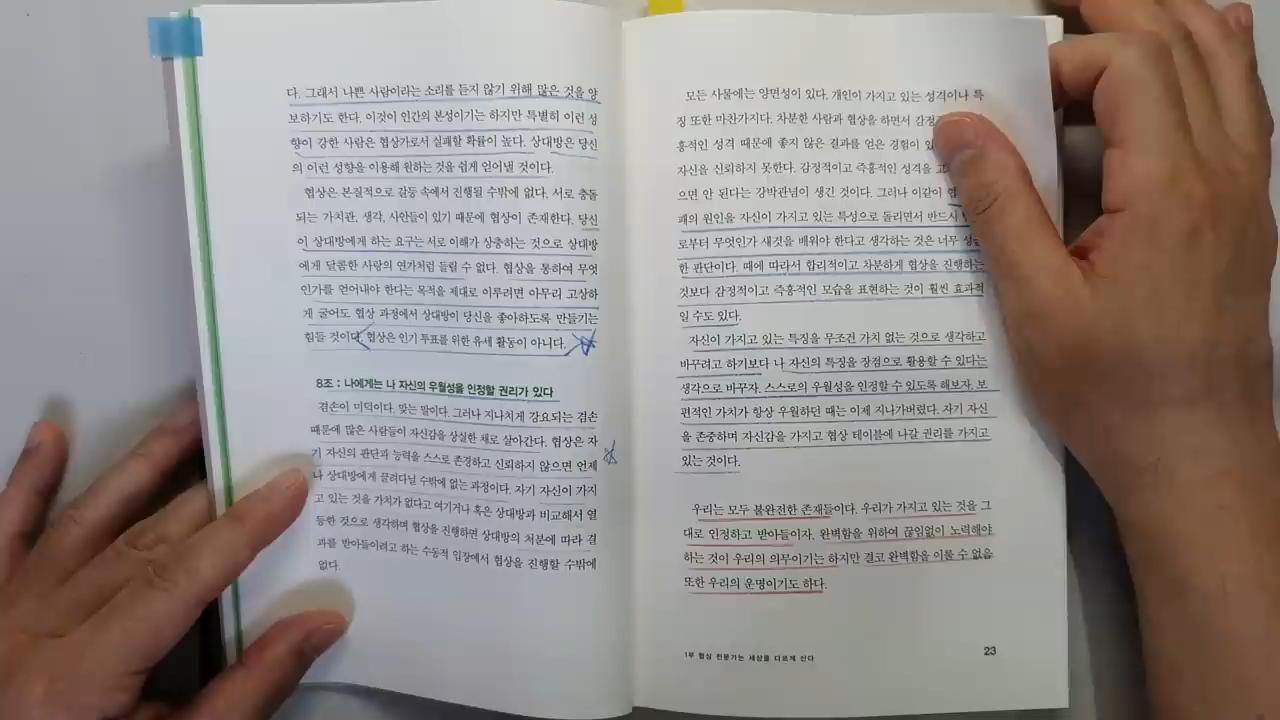 다. 그래서 나쁜 사람이라는 소리를 듣지 않기 위해 많은 것을 양
보하기도 한다. 이것이 인간의 본성이기는 하지만 특별히 이런 성
향이 강한 사람은 협상가로서 실패할 확률이 높다. 상대방은 당신
의 이런 성향을 이용해 원하는 것을 쉽게 얻어낼 것이다.
협상은 본질적으로 갈등 속에서 진행될 수밖에 없다. 서로 충돌
되는 가치관, 생각, 사안들이 있기 때문에 협상이 존재한다. 당신
이 상대방에게 하는 요구는 서로 이해가 상충하는 것으로 상대방
에게 달콤한 사랑의 연가처럼 들릴 수 없다. 협상을 통하여 무엇
인가를 얻어내야 한다는 목적을 제대로 이루려면 아무리 고상하
게 굴어도 협상 과정에서 상대방이 당신을 좋아하도록 만들기는
힘들 것이다. 협상은 인기 투표를 위한 유세 활동이 아니다.
8조 : 나에게는 나 자신의 우월성을 인정할 권리가 있다
겸손이 미덕이다. 맞는 말이다. 그러나 지나치게 강요되는 겸손
때문에 많은 사람들이 자신감을 상실한 채로 살아간다. 협상은 자
기 자신의 판단과 능력을 스스로 존경하고 신뢰하지 않으면 언제
나 상대방에게 끌려다닐 수밖에 없는 과정이다. 자기 자신이 가지
고 있는 것을 가치가 없다고 여기거나 혹은 상대방과 비교해서 열
등한 것으로 생각하며 협상을 진행하면 상대방의 처분에 따라 결
과를 받아들이려고 하는 수동적 입장에서 협상을 진행할 수밖에
없다.
모든 사물에는 양면성이 있다. 개인이 가지고 있는 성격이나 특
징 또한 마찬가지다. 차분한 사람과 협상을 하면서
흥적인 성격 때문에 좋지 않은 결과를 얻은 경험이
자신을 신뢰하지 못한다. 감정적이고 즉흥적인 성격을
으면 안 된다는 강박관념이 생긴 것이다. 그러나 이같이
패의 원인을 자신이 가지고 있는 특성으로 돌리면서 반드시
로부터 무엇인가 새것을 배워야 한다고 생각하는 것은 너무
한 판단이다. 때에 따라서 합리적이고 차분하게 협상을 진행하는
것보다 감정적이고 즉흥적인 모습을 표현하는 것이 훨씬 효과적
일 수도 있다.
자신이 가지고 있는 특징을 무조건 가치 없는 것으로 생각하고
바꾸려고 하기보다 나 자신의 특징을 장점으로 활용할 수 있다는
생각으로 바꾸자. 스스로의 우월성을 인정할 수 있도록 해보자. 보
편적인 가치가 항상 우월하던 때는 이제 지나가버렸다. 자기 자신
을 존중하며 자신감을 가지고 협상 테이블에 나갈 권리를 가지고
있는 것이다.
우리는 모두 불완전한 존재들이다. 우리가 가지고 있는 것을 그
대로 인정하고 받아들이자. 완벽함을 위하여 끊임없이 노력해야
하는 것이 우리의 의무이기는 하지만 결코 완벽함을 이룰 수 없음
또한 우리의 운명이기도 하다.
1부 협상 전문가는 세상을 다르게 산다
23